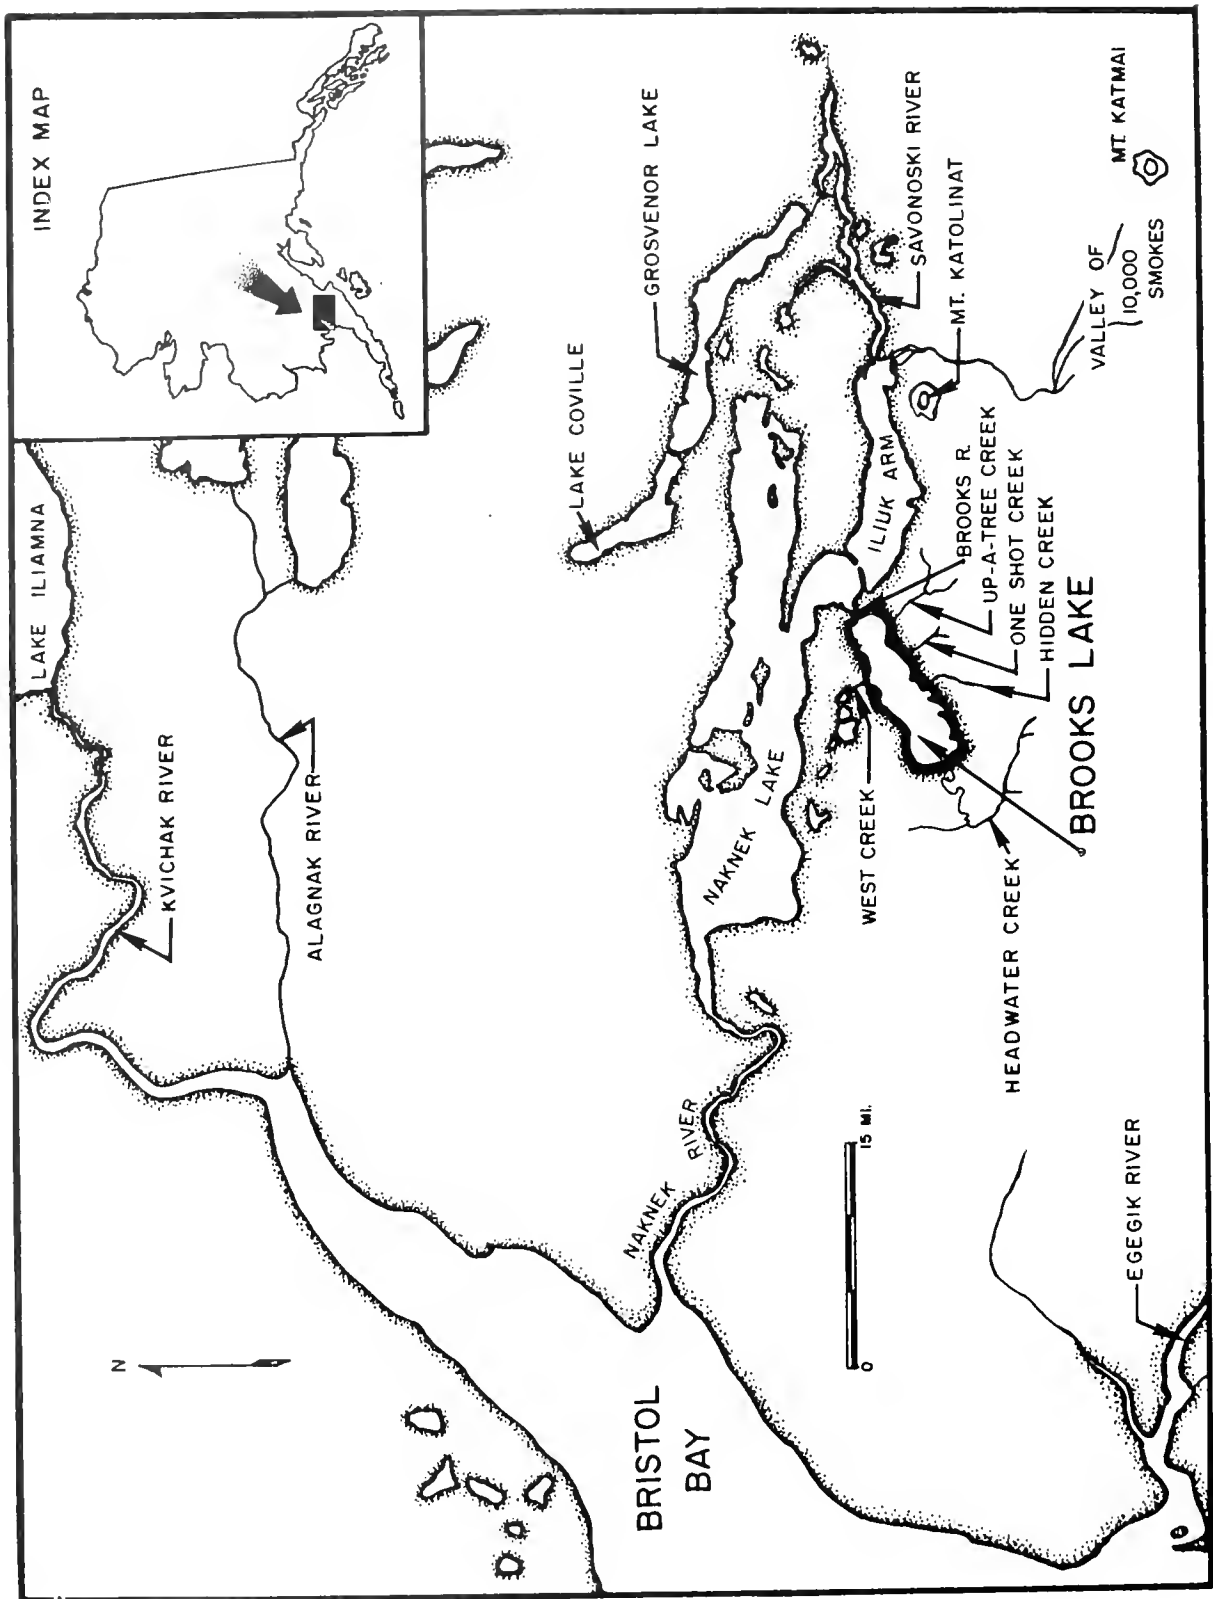 INDEX MAP
LAKE ILIAMNA
KVICHAK RIVER
ALAGNAK RIVER
N
GROSVENOR LAKE
LAKE COVILLE
SAVONOSKI RIVER
MT. KATOLINAT
MT. KATMAI
VALLEY OF
10,000
SMOKES
ILIUK ARM
BROOKS R.
UP-A-TREE CREEK
ONE SHOT CREEK
HIDDEN CREEK
BROOKS LAKE
NAKNEK LAKE
WEST CREEK
HEADWATER CREEK
NAKNEK RIVER
BRISTOL
BAY
0 15 MI.
EGEGIK RIVER